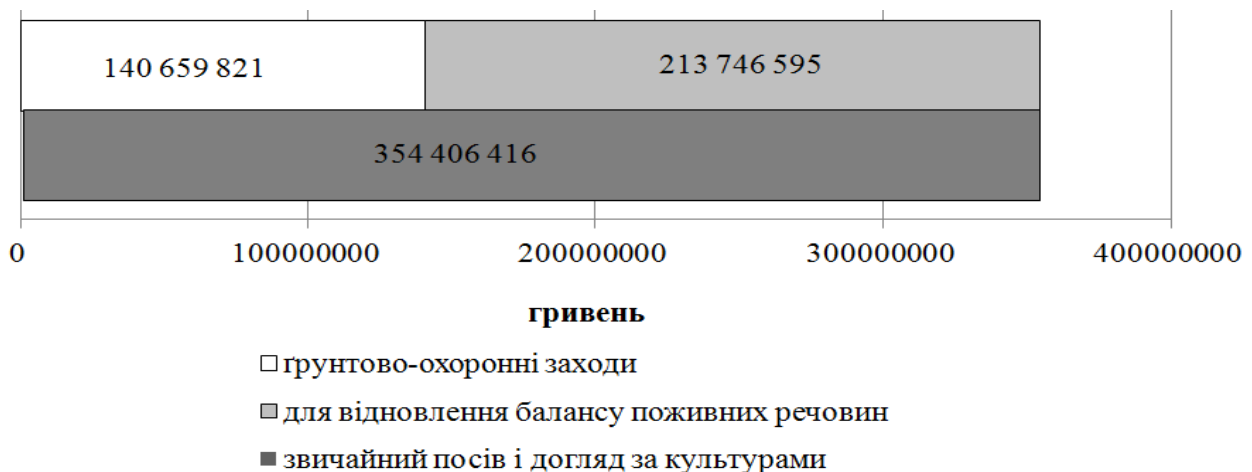 140 659 821 213 746 595
354 406 416
0 100000000 200000000 300000000 400000000
гривень
ґрунтово-охоронні заходи
для відновлення балансу поживних речовин
звичайний посів і догляд за культурами